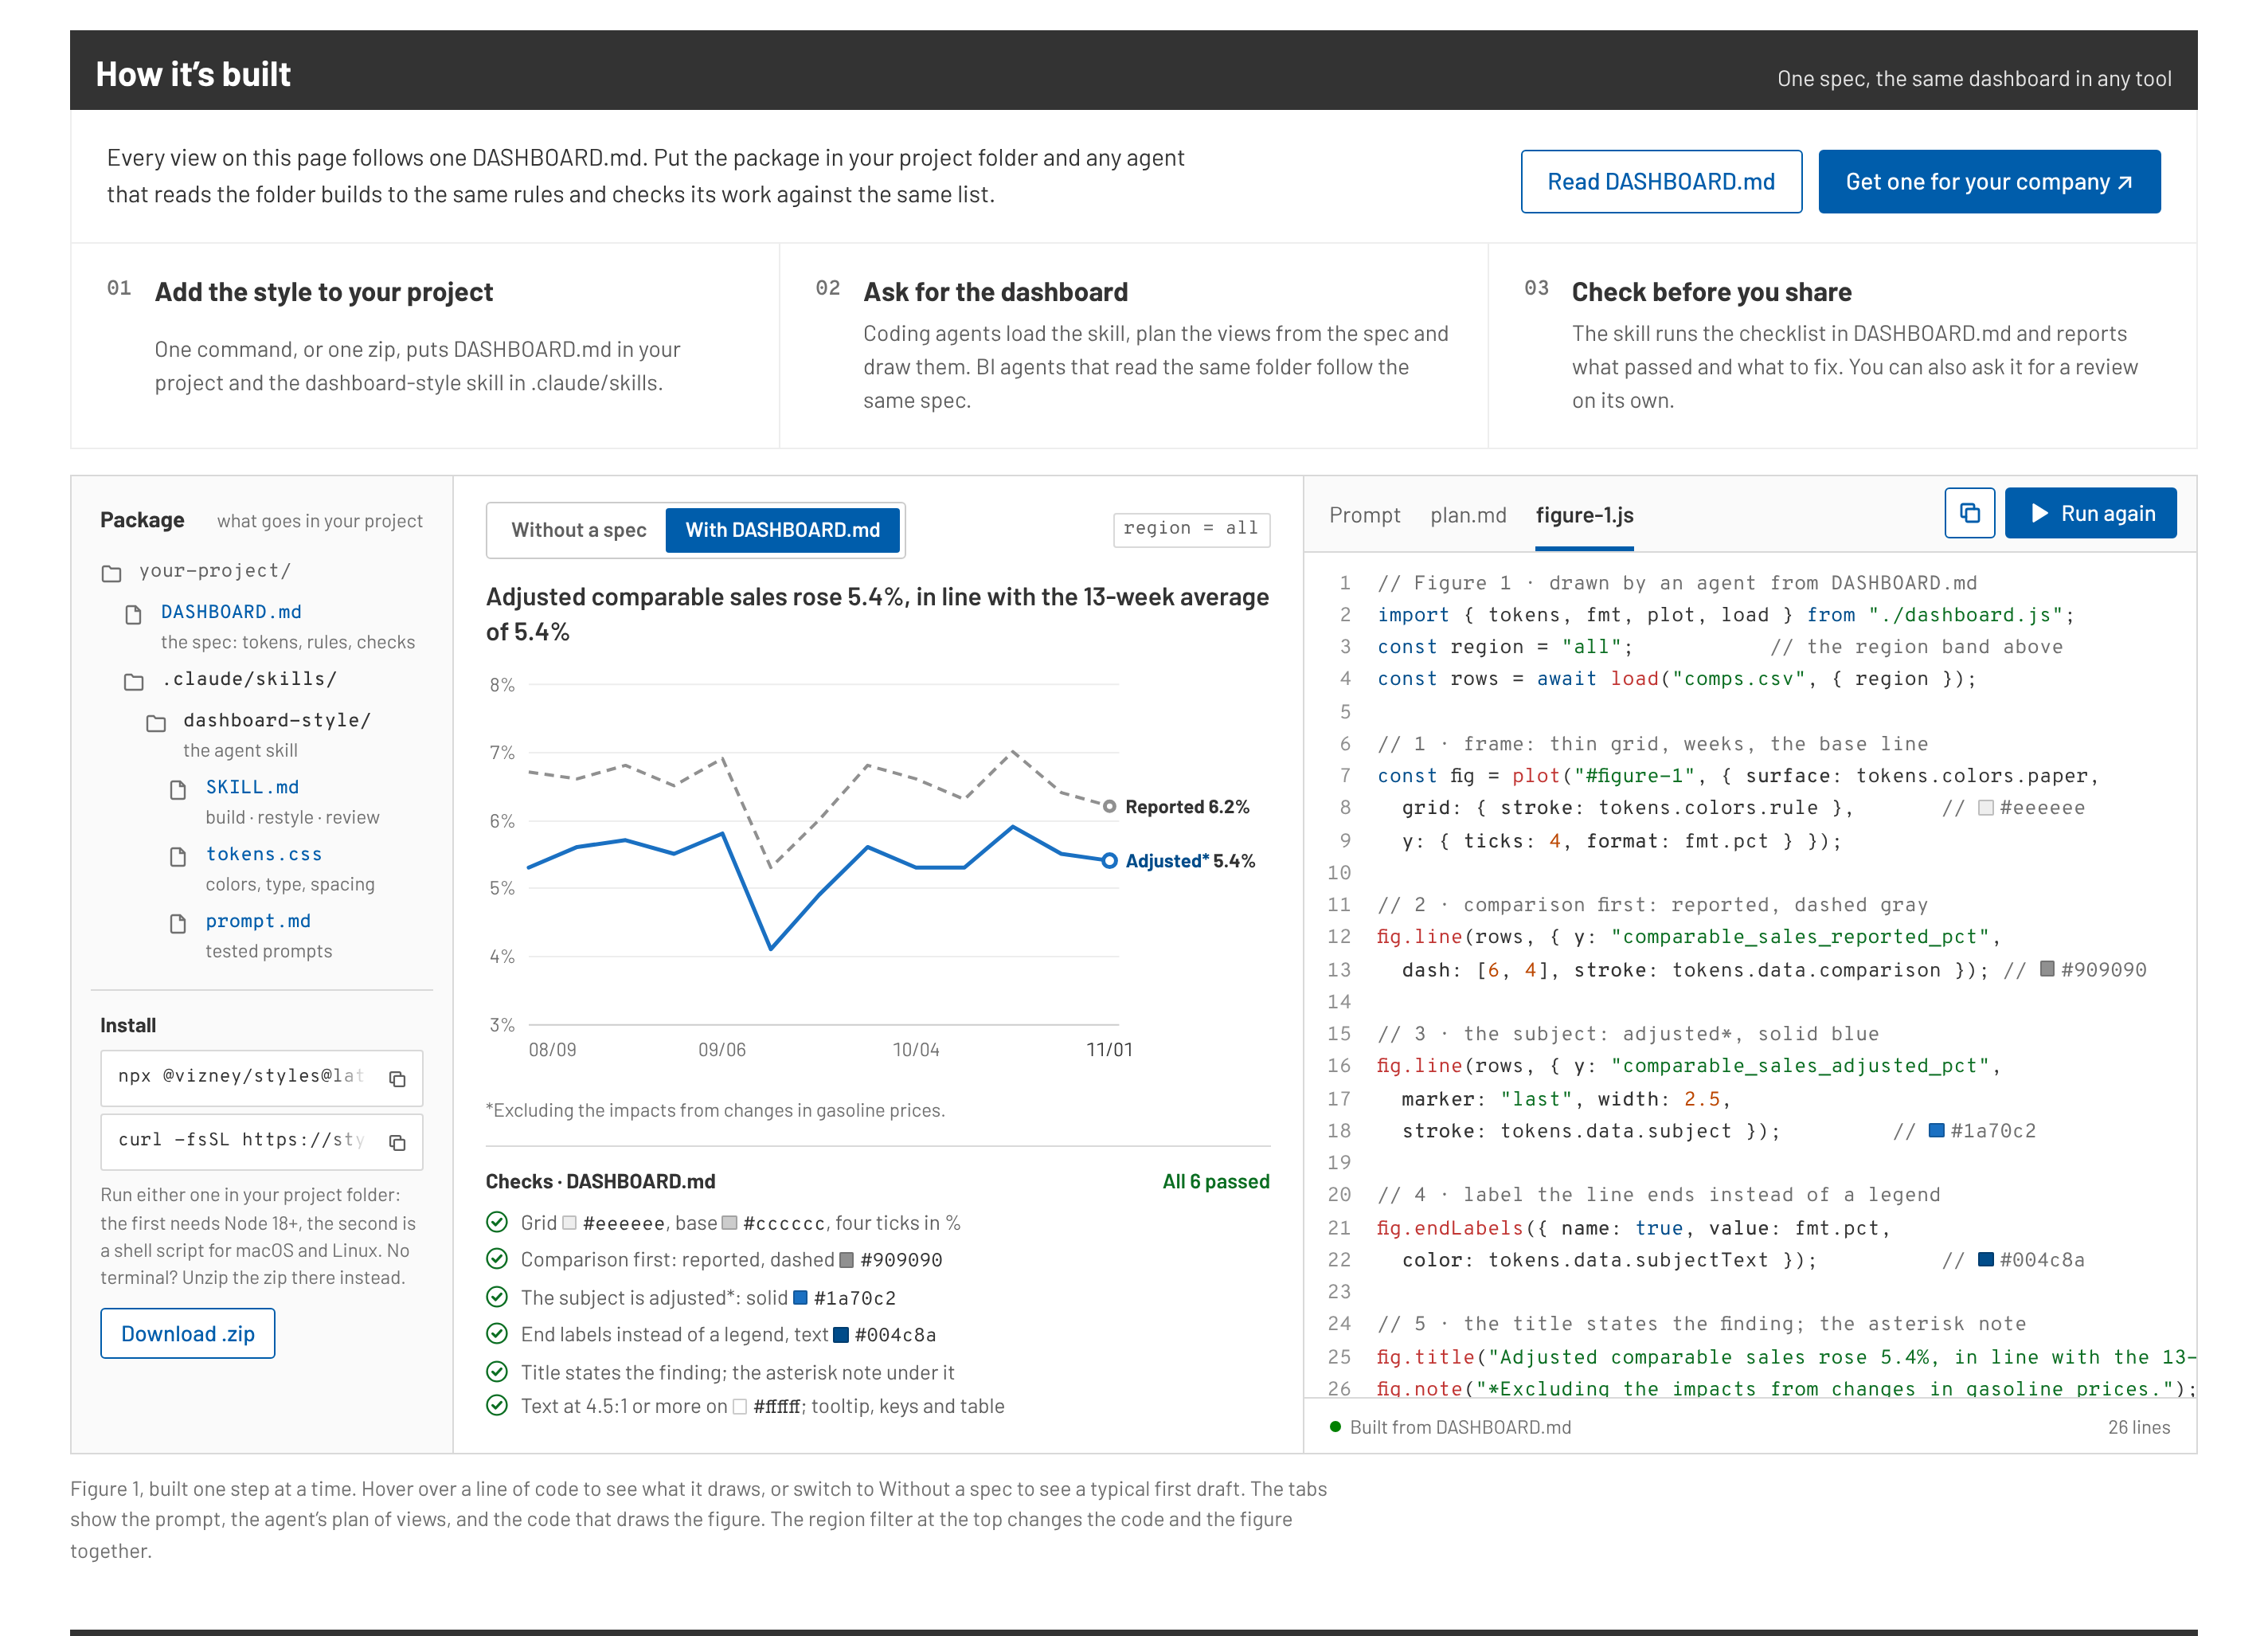 How it’s built
One spec, the same dashboard in any tool
Every view on this page follows one DASHBOARD.md. Put the package in your project folder and any agent
that reads the folder builds to the same rules and checks its work against the same list.
Read DASHBOARD.md
Get one for your company ↗
01 Add the style to your project
One command, or one zip, puts DASHBOARD.md in your
project and the dashboard-style skill in .claude/skills.
02 Ask for the dashboard
Coding agents load the skill, plan the views from the spec and
draw them. BI agents that read the same folder follow the
same spec.
03 Check before you share
The skill runs the checklist in DASHBOARD.md and reports
what passed and what to fix. You can also ask it for a review
on its own.
Package what goes in your project
your-project/
DASHBOARD.md
the spec: tokens, rules, checks
.claude/skills/
dashboard-style/
the agent skill
SKILL.md
build · restyle · review
tokens.css
colors, type, spacing
prompt.md
tested prompts
Install
npx @vizney/styles@lat
curl -fsSL https://sty
Run either one in your project folder:
the first needs Node 18+, the second is
a shell script for macOS and Linux. No
terminal? Unzip the zip there instead.
Download .zip
Without a spec With DASHBOARD.md
region = all
Adjusted comparable sales rose 5.4%, in line with the 13-week average
of 5.4%
8%
7%
6%
5%
4%
3%
Reported 6.2%
Adjusted* 5.4%
08/09 09/06 10/04 11/01
*Excluding the impacts from changes in gasoline prices.
Checks · DASHBOARD.md All 6 passed
Grid #eeeeee, base #cccccc, four ticks in %
Comparison first: reported, dashed #909090
The subject is adjusted*: solid #1a70c2
End labels instead of a legend, text #004c8a
Title states the finding; the asterisk note under it
Text at 4.5:1 or more on #ffffff; tooltip, keys and table
Prompt plan.md figure-1.js
Run again
1 // Figure 1 · drawn by an agent from DASHBOARD.md
2 import { tokens, fmt, plot, load } from "./dashboard.js";
3 const region = "all"; // the region band above
4 const rows = await load("comps.csv", { region });
5
6 // 1 · frame: thin grid, weeks, the base line
7 const fig = plot("#figure-1", { surface: tokens.colors.paper,
8 grid: { stroke: tokens.colors.rule }, // #eeeeee
9 y: { ticks: 4, format: fmt.pct } });
10
11 // 2 · comparison first: reported, dashed gray
12 fig.line(rows, { y: "comparable_sales_reported_pct",
13 dash: [6, 4], stroke: tokens.data.comparison }); // #909090
14
15 // 3 · the subject: adjusted*, solid blue
16 fig.line(rows, { y: "comparable_sales_adjusted_pct",
17 marker: "last", width: 2.5,
18 stroke: tokens.data.subject }); // #1a70c2
19
20 // 4 · label the line ends instead of a legend
21 fig.endLabels({ name: true, value: fmt.pct,
22 color: tokens.data.subjectText }); // #004c8a
23
24 // 5 · the title states the finding; the asterisk note
25 fig.title("Adjusted comparable sales rose 5.4%, in line with the 13-
26 fig.note("*Excluding the impacts from changes in gasoline prices.");
Built from DASHBOARD.md 26 lines
Figure 1, built one step at a time. Hover over a line of code to see what it draws, or switch to Without a spec to see a typical first draft. The tabs
show the prompt, the agent’s plan of views, and the code that draws the figure. The region filter at the top changes the code and the figure
together.